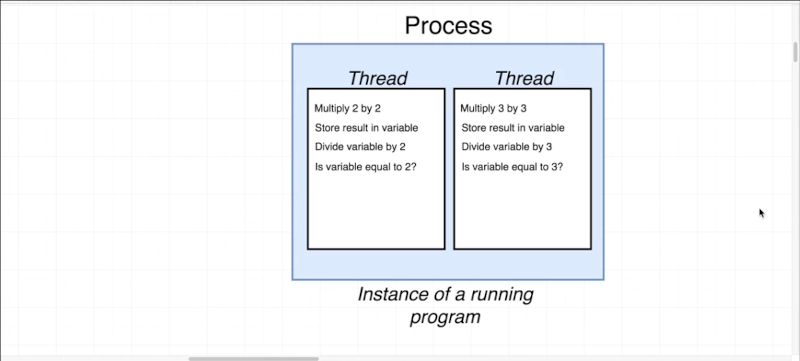 Process
Thread
Multiply 2 by 2
Store result in variable
Divide variable by 2
Is variable equal to 2?
Thread
Multiply 3 by 3
Store result in variable
Divide variable by 3
Is variable equal to 3?
Instance of a running
program